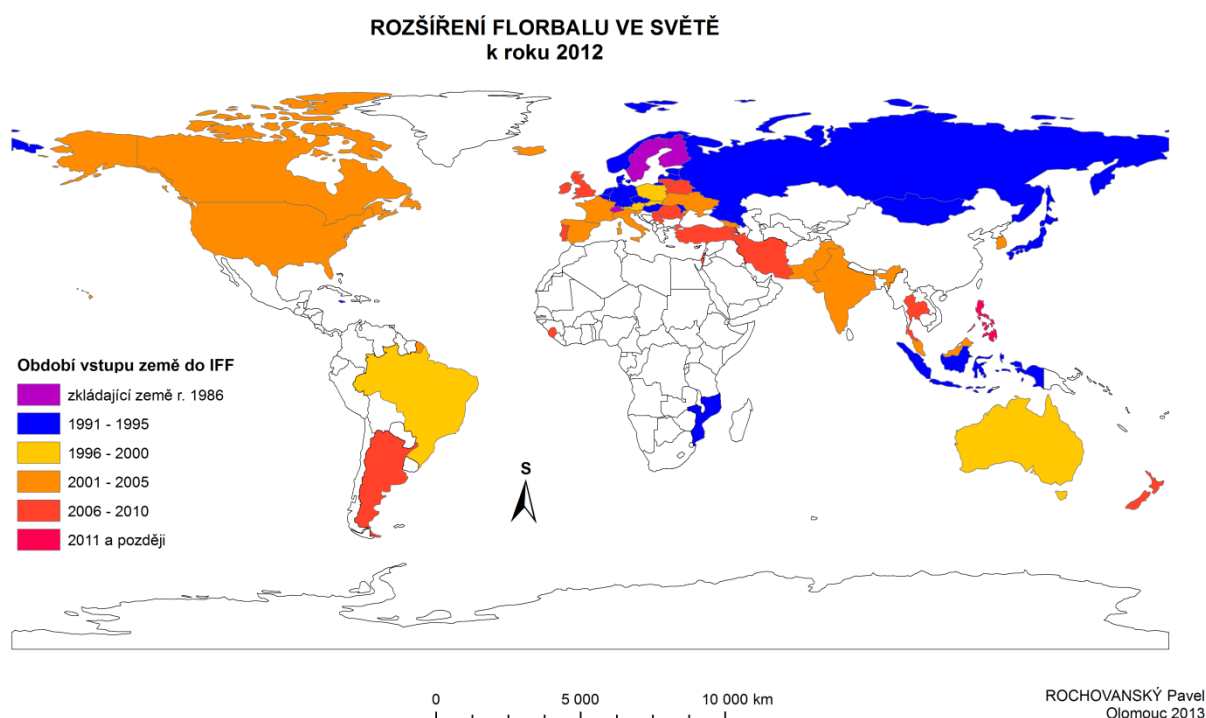 ROZŠÍŘENÍ FLORBALU VE SVĚTĚ
k roku 2012
Období vstupu země do IFF
zkládající země r. 1986
1991 - 1995
1996 - 2000
2001 - 2005
2006 - 2010
2011 a později
S
0 5 000 10 000 km
ROCHOVANSKÝ Pavel
Olomouc 2013